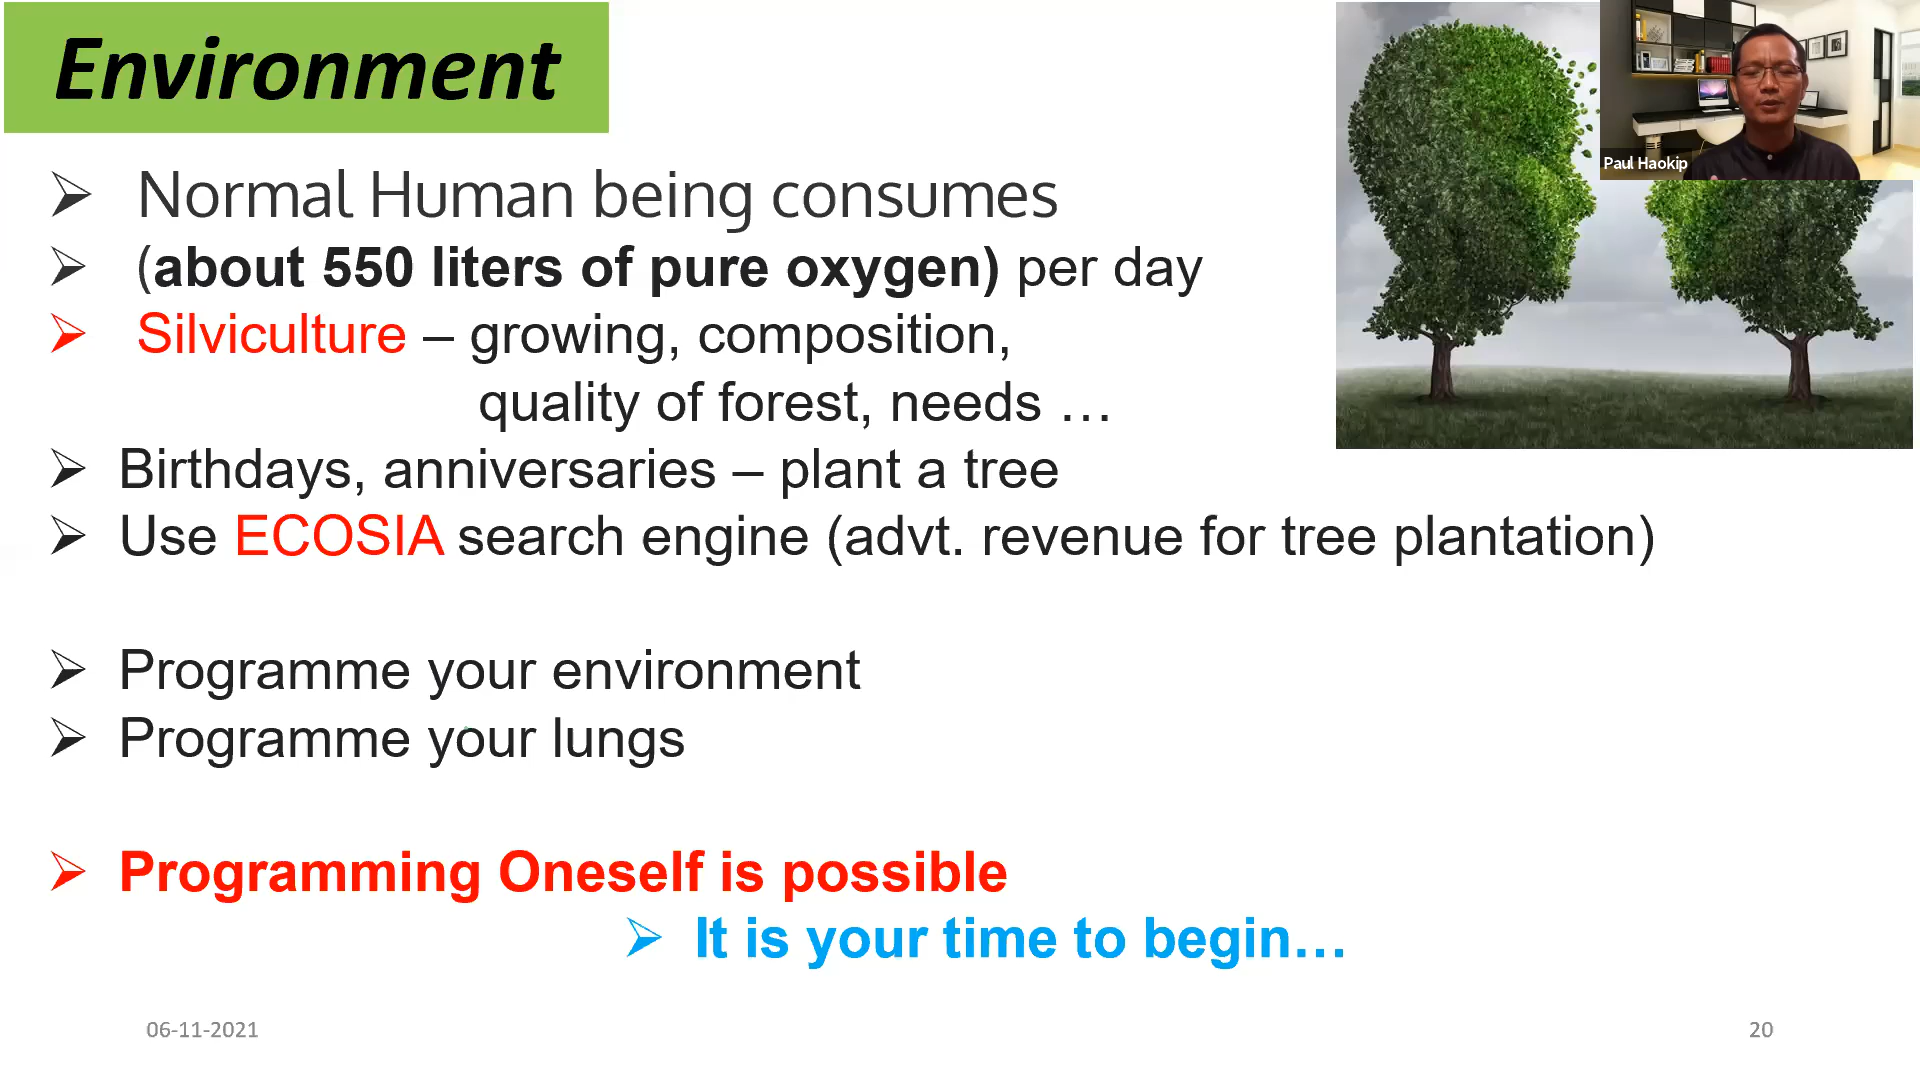 Environment
Paul Haokip
➢ Normal Human being consumes
➢ (about 550 liters of pure oxygen) per day
➢ Silviculture – growing, composition,
quality of forest, needs …
➢ Birthdays, anniversaries – plant a tree
➢ Use ECOSIA search engine (advt. revenue for tree plantation)
➢ Programme your environment
➢ Programme your lungs
➢ Programming Oneself is possible
➢ It is your time to begin…
06-11-2021
20